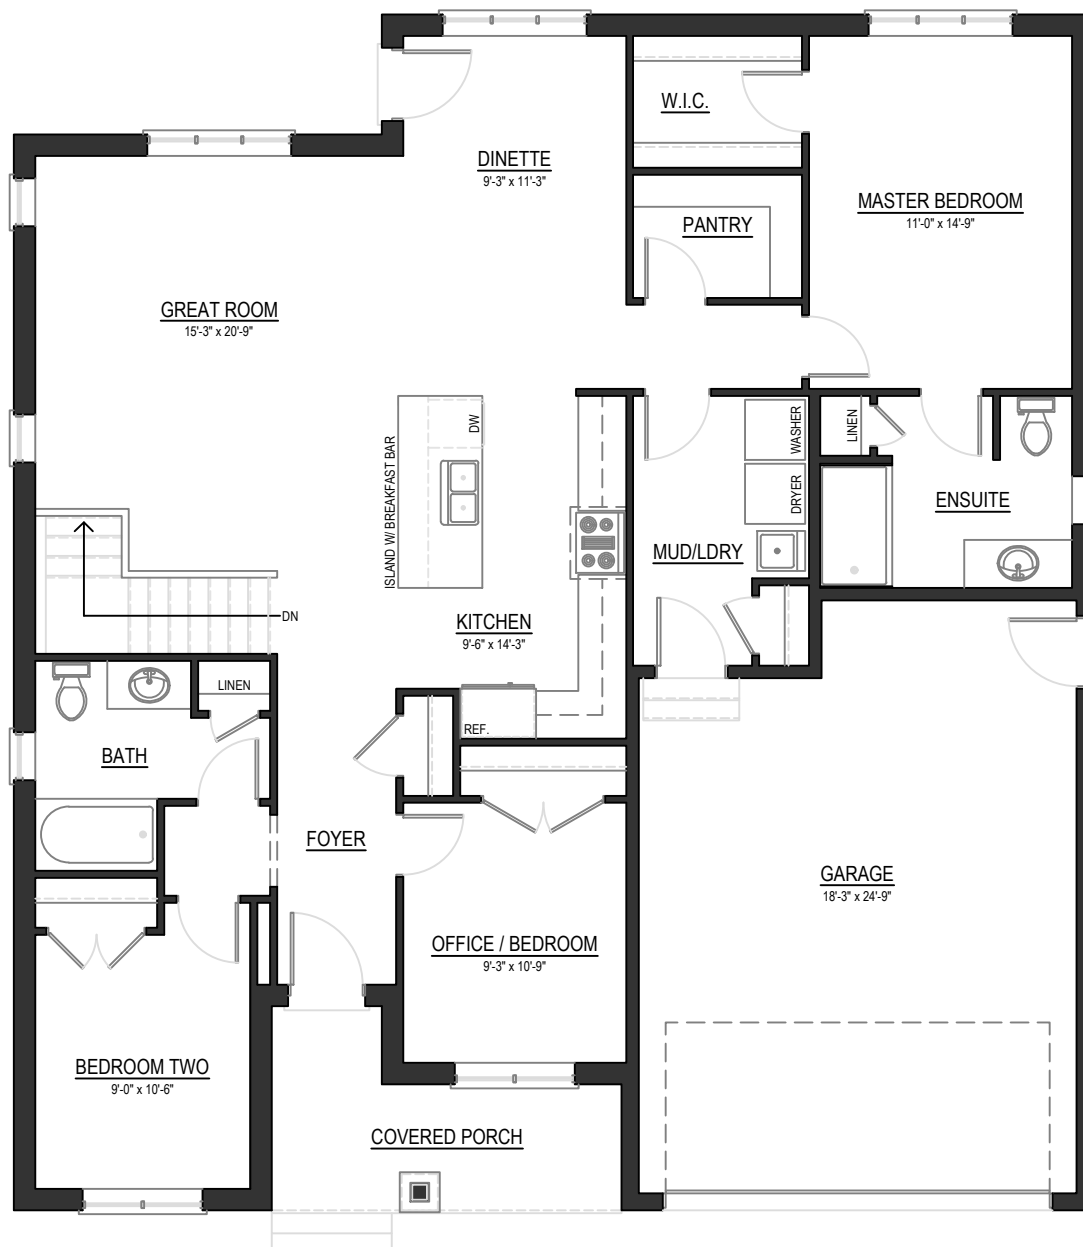 W.I.C.
DINETTE
9'-3" x 11'-3"
MASTER BEDROOM
11'-0" x 14'-9"
PANTRY
GREAT ROOM
15'-3" x 20'-9"
ISLAND W/ BREAKFAST BAR
DW
WASHER
DRYER
LINEN
ENSUITE
MUD/LDRY
DN
KITCHEN
9'-6" x 14'-3"
LINEN
REF.
BATH
FOYER
GARAGE
18'-3" x 24'-9"
OFFICE / BEDROOM
9'-3" x 10'-9"
BEDROOM TWO
9'-0" x 10'-6"
COVERED PORCH